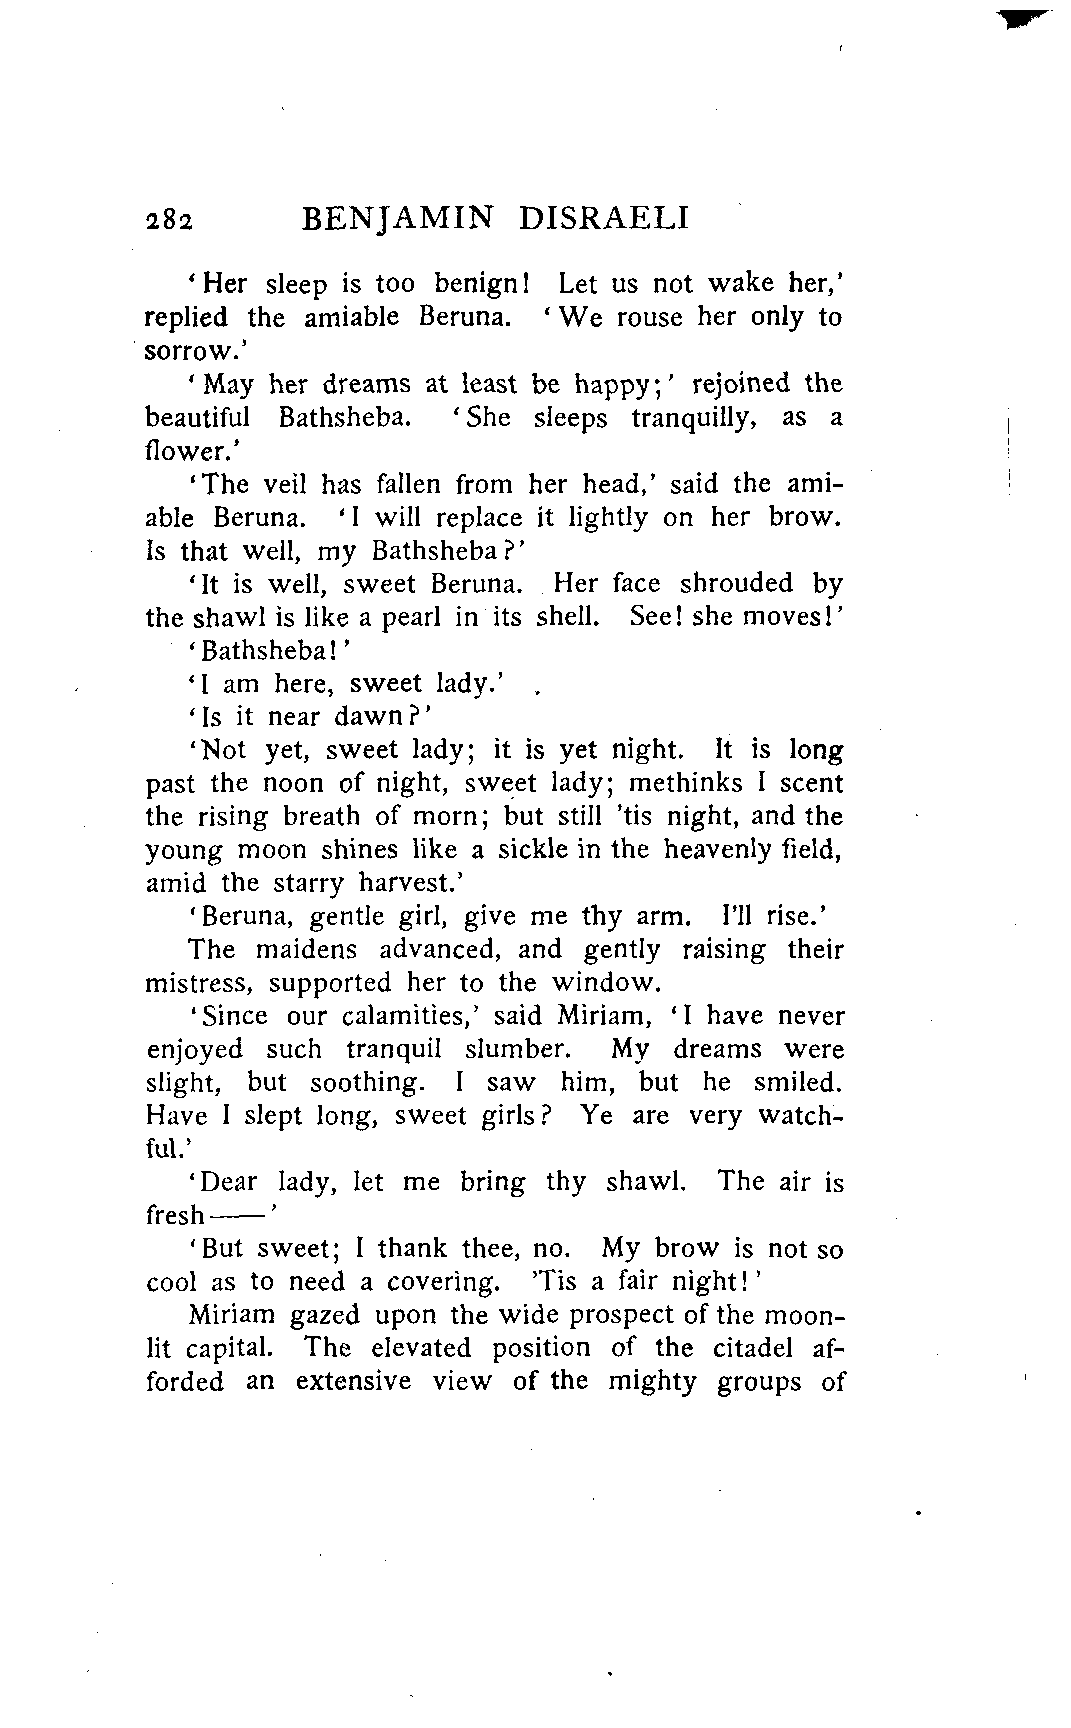 282 BENJAMIN DISRAELI
‘Her sleep is too benign! Let us not wake her,’
replied the amiable Beruna. ‘We rouse her only to
sorrow.’
‘May her dreams at least be happy;’ rejoined the
beautiful Bathsheba. ‘She sleeps tranquilly, as a
flower.’
‘The veil has fallen from her head,’ said the ami-
able Beruna. ‘I will replace it lightly on her brow.
Is that well, my Bathsheba?’
‘It is well, sweet Beruna. Her face shrouded by
the shawl is like a pearl in its shell. See! she moves!’
‘Bathsheba!’
‘I am here, sweet lady.’
‘Is it near dawn?’
‘Not yet, sweet lady; it is yet night. It is long
past the noon of night, sweet lady; methinks I scent
the rising breath of morn; but still ’tis night, and the
young moon shines like a sickle in the heavenly field,
amid the starry harvest.’
‘Beruna, gentle girl, give me thy arm. I’ll rise.’
The maidens advanced, and gently raising their
mistress, supported her to the window.
‘Since our calamities,’ said Miriam, ‘I have never
enjoyed such tranquil slumber. My dreams were
slight, but soothing. I saw him, but he smiled.
Have I slept long, sweet girls? Ye are very watch-
ful.’
‘Dear lady, let me bring thy shawl. The air is
fresh——’
‘But sweet; I thank thee, no. My brow is not so
cool as to need a covering. ’Tis a fair night!’
Miriam gazed upon the wide prospect of the moon-
lit capital. The elevated position of the citadel af-
forded an extensive view of the mighty groups of